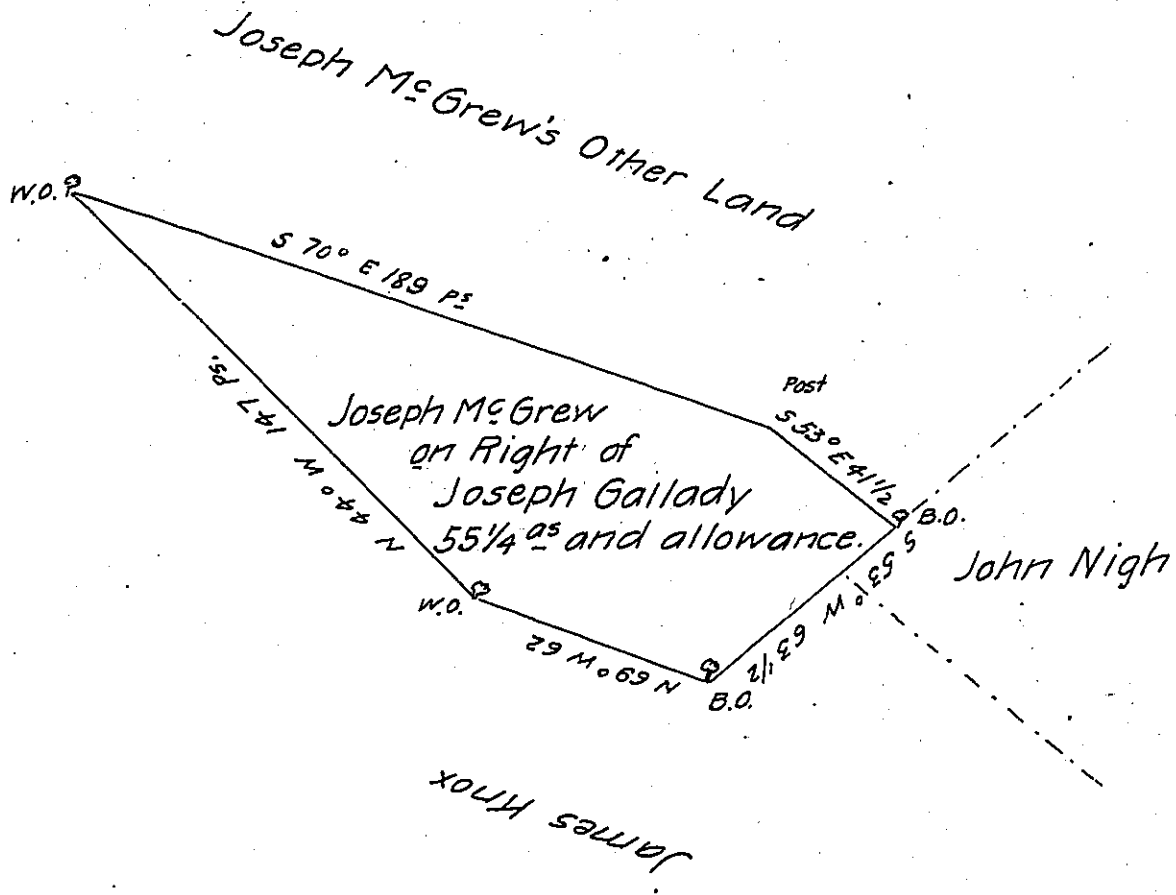 Joseph McGrew's Other Land
W.O.
S 70° E 189 Ps
Post
S 53° E 41 1/2
B.O.
John Nigh
S 53° W 63 1/2
B.O.
N 69° W 62
W.O.
N 44° W 147 Ps.
Joseph McGrew
on Right of
Joseph Gallady
55 1/4 as and allowance.
James Knox